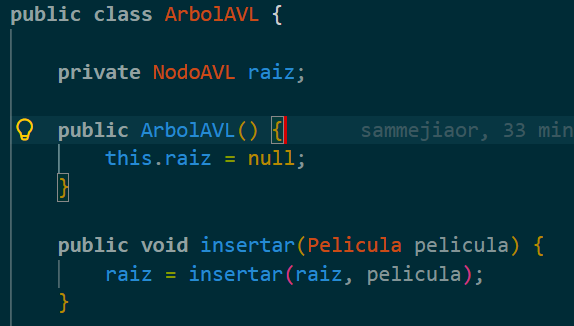 public class ArbolAVL {
private NodoAVL raiz;
public ArbolAVL() { sammejiaor, 33 min
this.raiz = null;
}
public void insertar(Pelicula pelicula) {
raiz = insertar(raiz, pelicula);
}